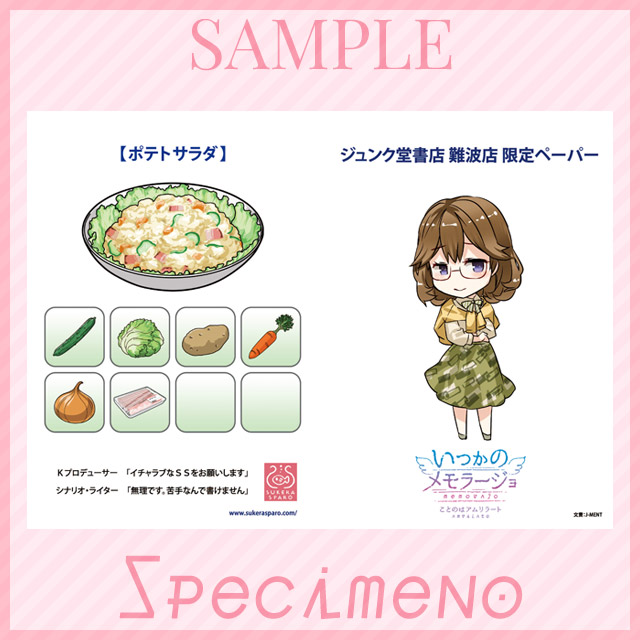 SAMPLE
【ポテトサラダ】
ジュンク堂書店 難波店 限定ペーパー
Kプロデューサー 「イチャラブなSSをお願いします」
シナリオ・ライター 「無理です。苦手なんで書けません」
SUKERA
SPARO
www.sukerasparo.com/
いつかの
メモラージョ
MEMORAĴO
ことのはアムリラート
文責:J-MENT
SPECIMENO